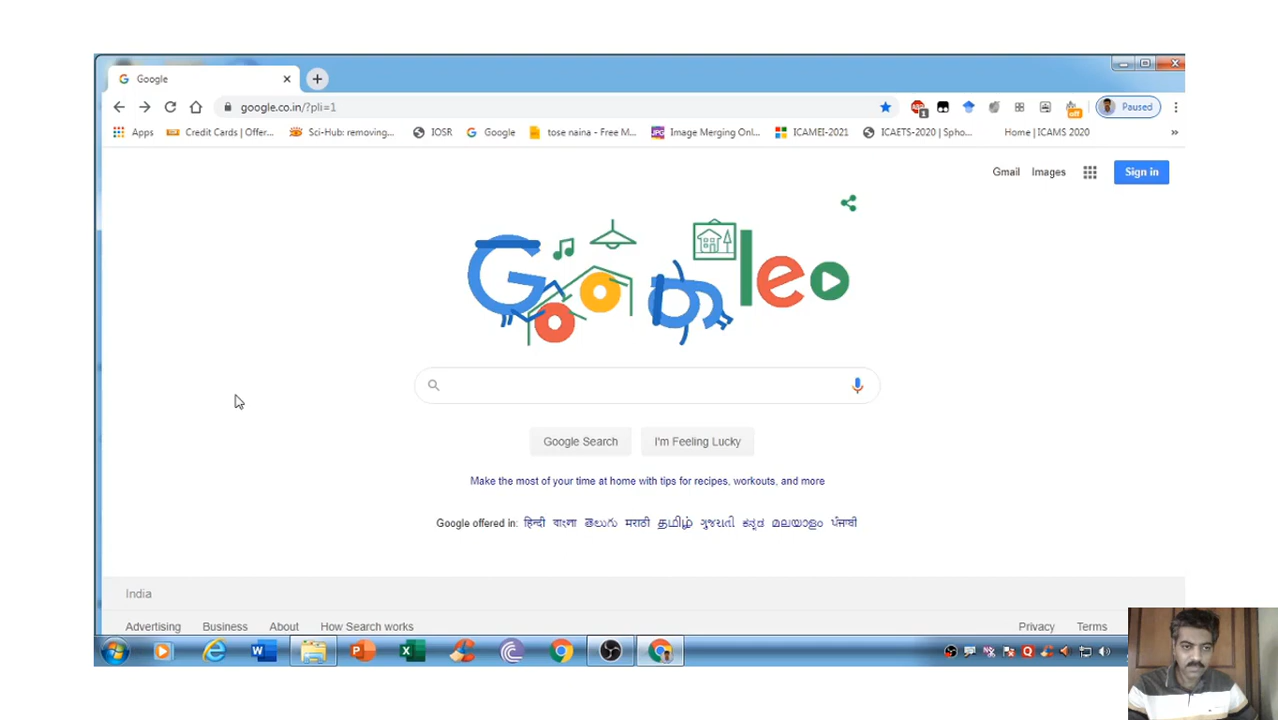 Google
google.co.in/?pli=1
Paused
Apps Credit Cards | Offer... Sci-Hub: removing... IOSR Google tose naina - Free M... Image Merging Onl... ICAMEI-2021 ICAETS-2020 | Spho... Home | ICAMS 2020 »
Gmail Images Sign in
Google
Google Search I'm Feeling Lucky
Make the most of your time at home with tips for recipes, workouts, and more
Google offered in: हिन्दी বাংলা తెలుగు मराठी தமிழ் ગુજરાતી ಕನ್ನಡ മലയാളം ਪੰਜਾਬੀ
India
Advertising Business About How Search works Privacy Terms